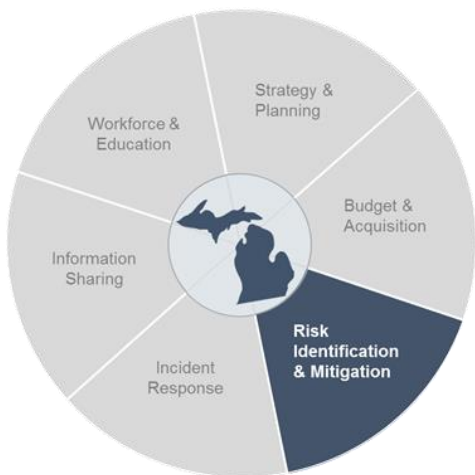 Strategy &
Planning
Budget &
Acquisition
Risk
Identification
& Mitigation
Incident
Response
Information
Sharing
Workforce &
Education